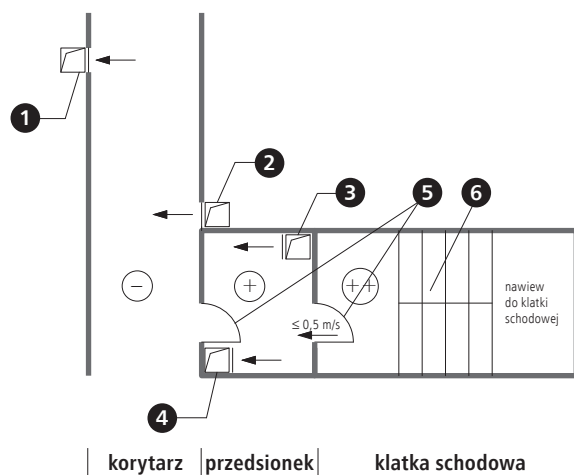 1
2
3
5
6
−
+
++
nawiew
do klatki
schodowej
≤ 0,5 m/s
4
korytarz
przedsionek
klatka schodowa